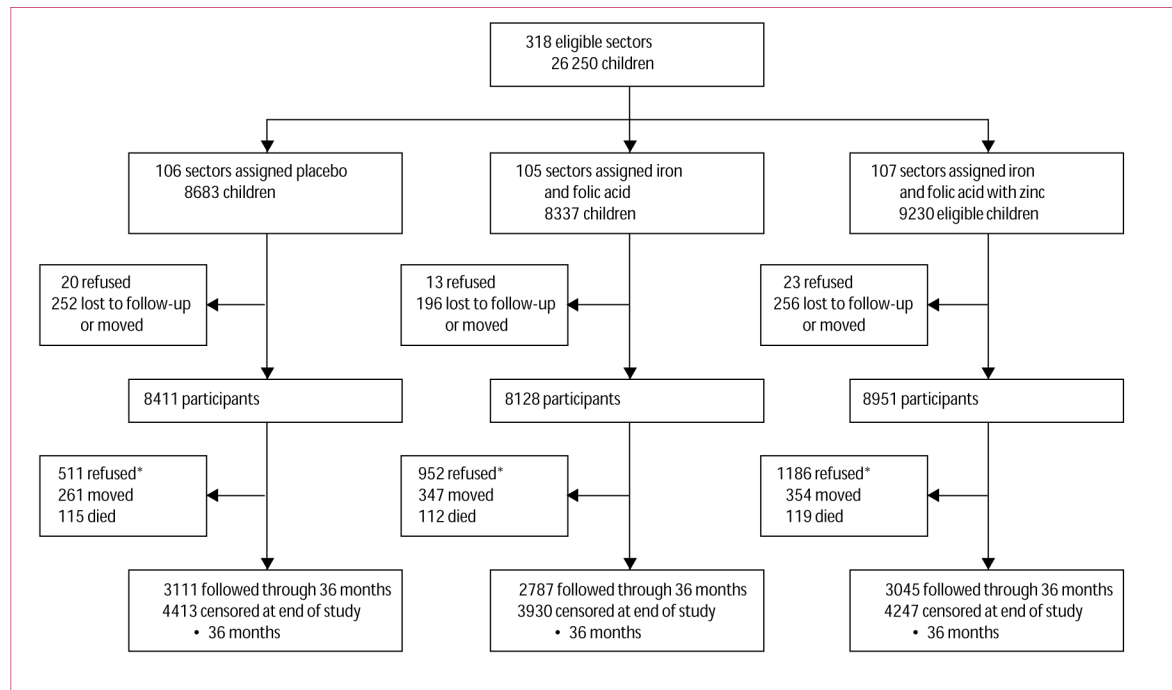 318 eligible sectors
26 250 children
106 sectors assigned placebo
8683 children
105 sectors assigned iron
and folic acid
8337 children
107 sectors assigned iron
and folic acid with zinc
9230 eligible children
20 refused
252 lost to follow-up
or moved
13 refused
196 lost to follow-up
or moved
23 refused
256 lost to follow-up
or moved
8411 participants
8128 participants
8951 participants
511 refused*
261 moved
115 died
952 refused*
347 moved
112 died
1186 refused*
354 moved
119 died
3111 followed through 36 months
4413 censored at end of study
• 36 months
2787 followed through 36 months
3930 censored at end of study
• 36 months
3045 followed through 36 months
4247 censored at end of study
• 36 months